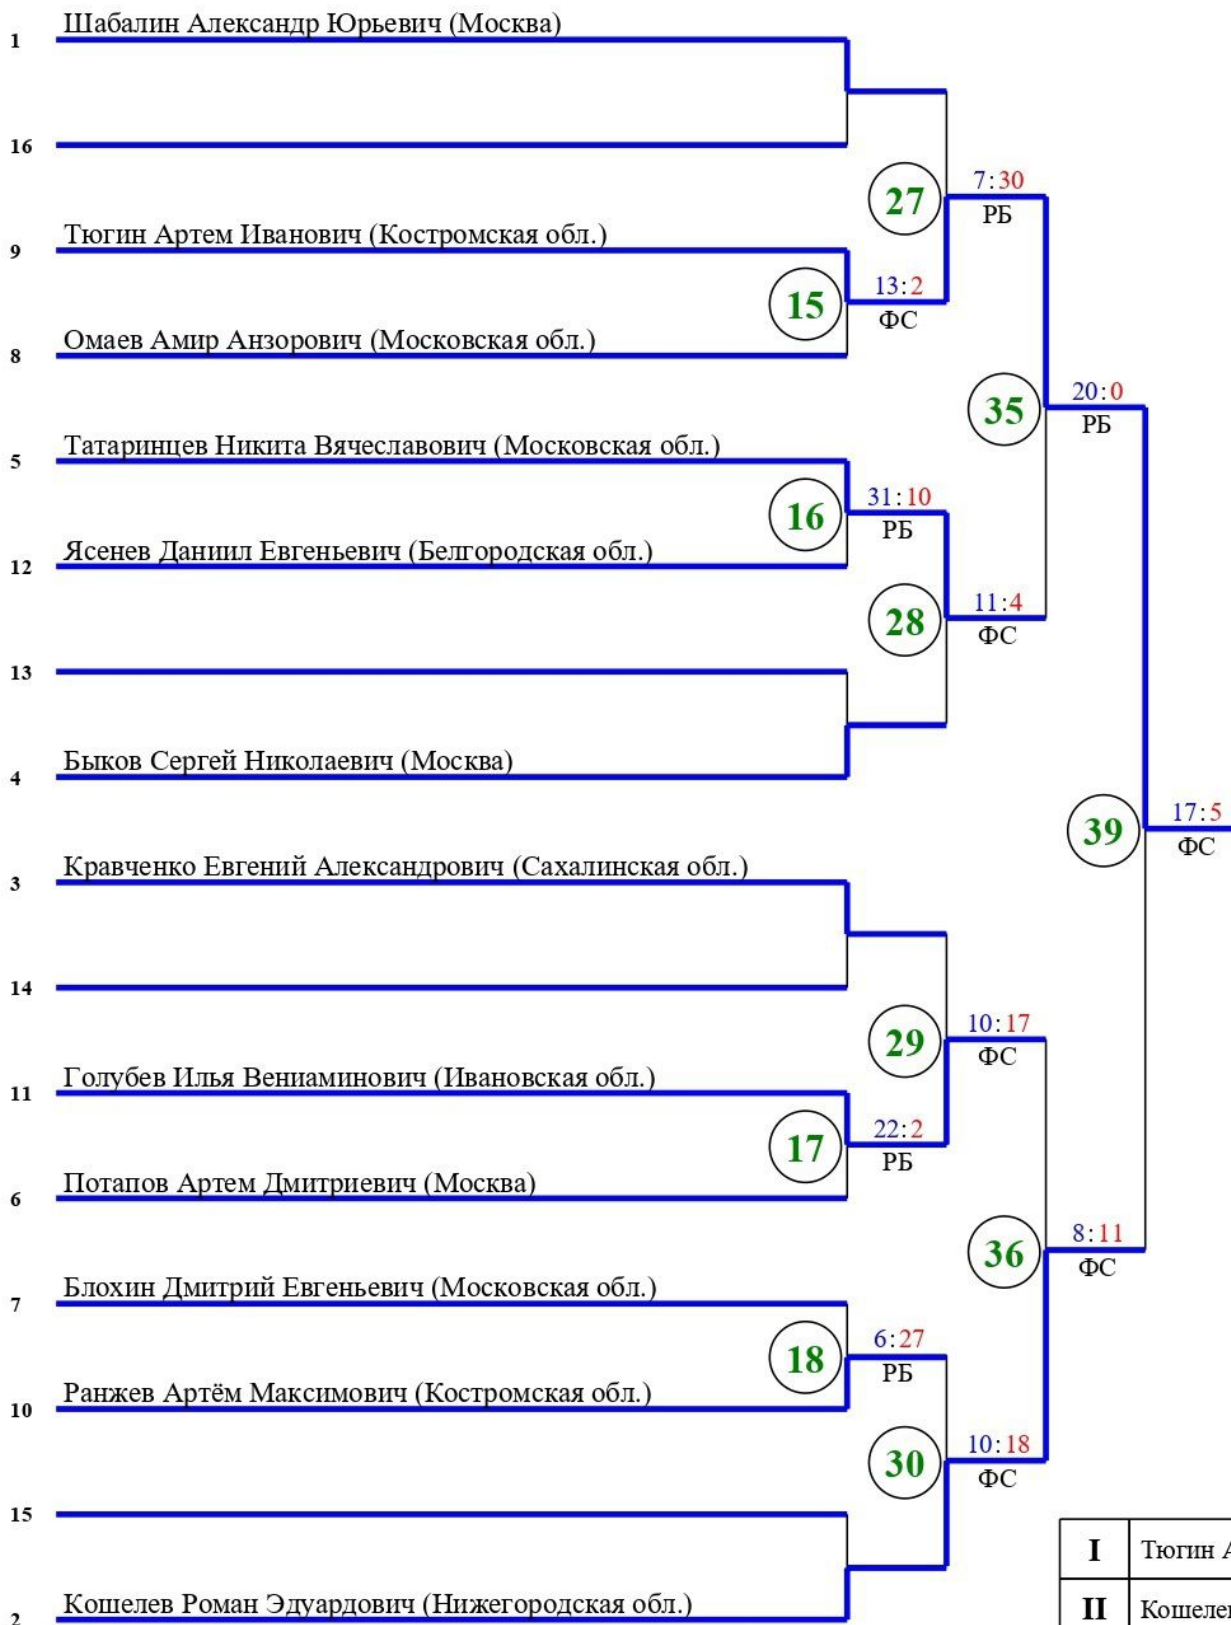 Шабалин Александр Юрьевич (Москва)
1
16
27
7:30
РБ
Тюгин Артем Иванович (Костромская обл.)
9
15
13:2
ФС
Омаев Амир Анзорович (Московская обл.)
8
35
20:0
РБ
Татаринцев Никита Вячеславович (Московская обл.)
5
16
31:10
РБ
Ясенев Даниил Евгеньевич (Белгородская обл.)
12
28
11:4
ФС
13
Быков Сергей Николаевич (Москва)
4
39
17:5
ФС
Кравченко Евгений Александрович (Сахалинская обл.)
3
14
29
10:17
ФС
Голубев Илья Вениаминович (Ивановская обл.)
11
17
22:2
РБ
Потапов Артем Дмитриевич (Москва)
6
36
8:11
ФС
Блохин Дмитрий Евгеньевич (Московская обл.)
7
18
6:27
РБ
Ранжев Артём Максимович (Костромская обл.)
10
30
10:18
ФС
15
I Тюгин А
Кошелев Роман Эдуардович (Нижегородская обл.)
2
II Кошелев